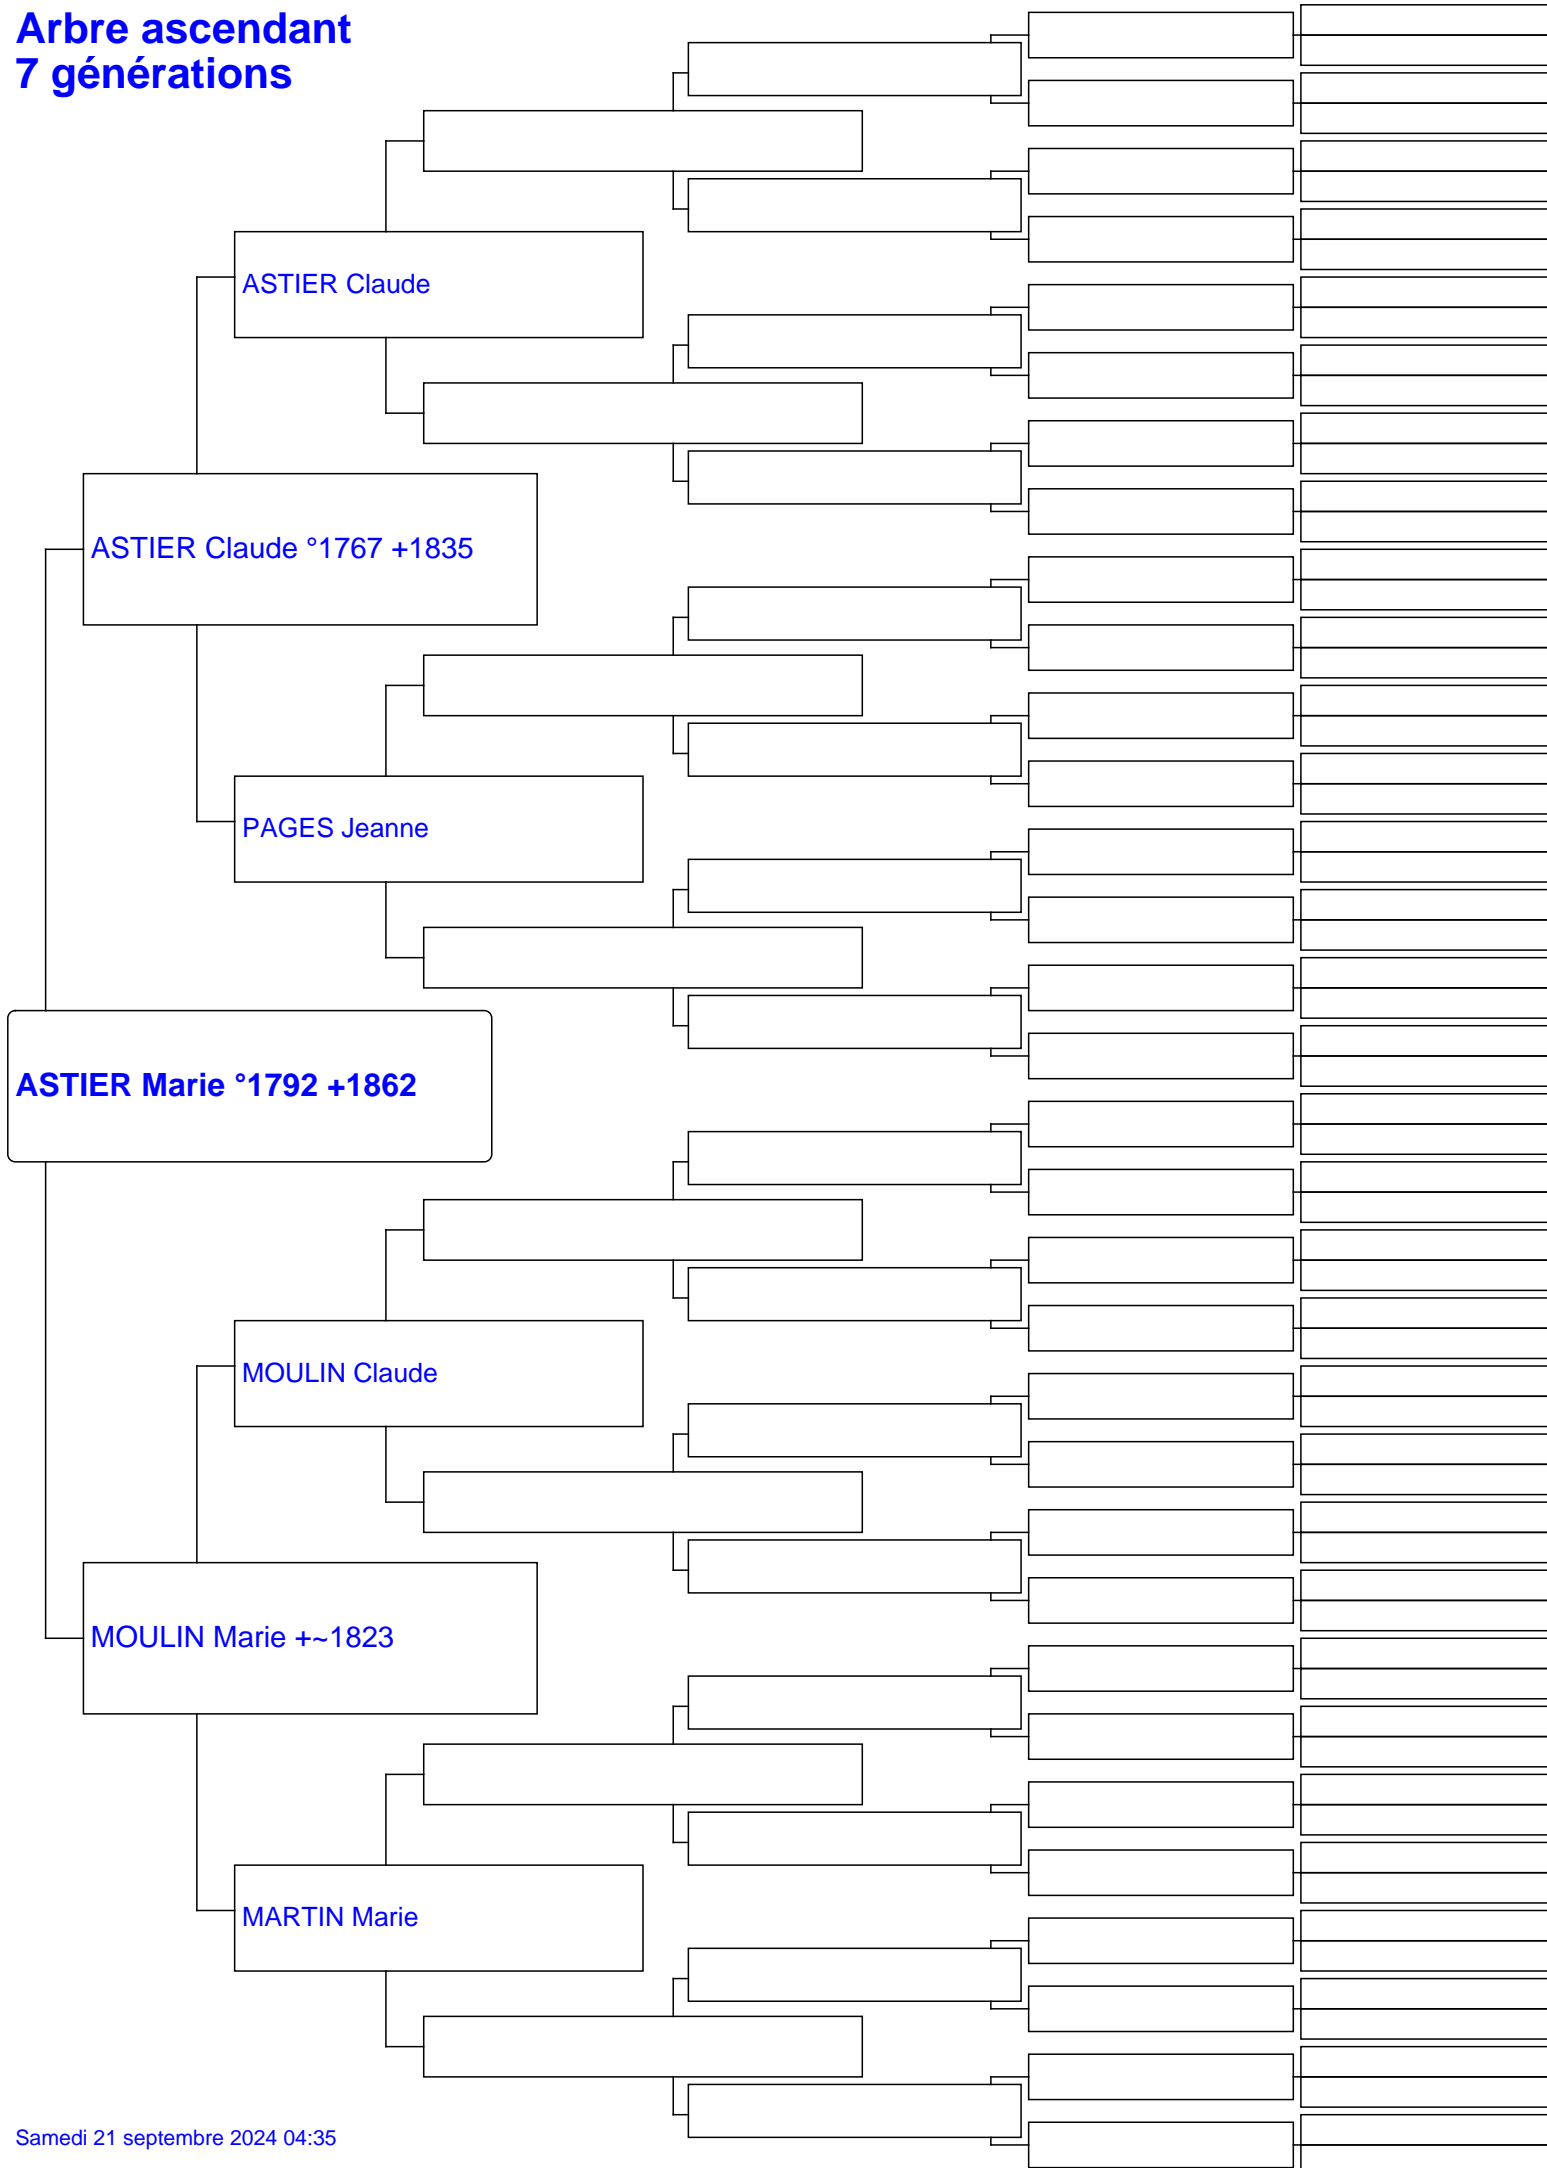 Arbre ascendant
7 générations
ASTIER Claude
ASTIER Claude °1767 +1835
PAGES Jeanne
ASTIER Marie °1792 +1862
MOULIN Claude
MOULIN Marie +~1823
MARTIN Marie
Samedi 21 septembre 2024 04:35